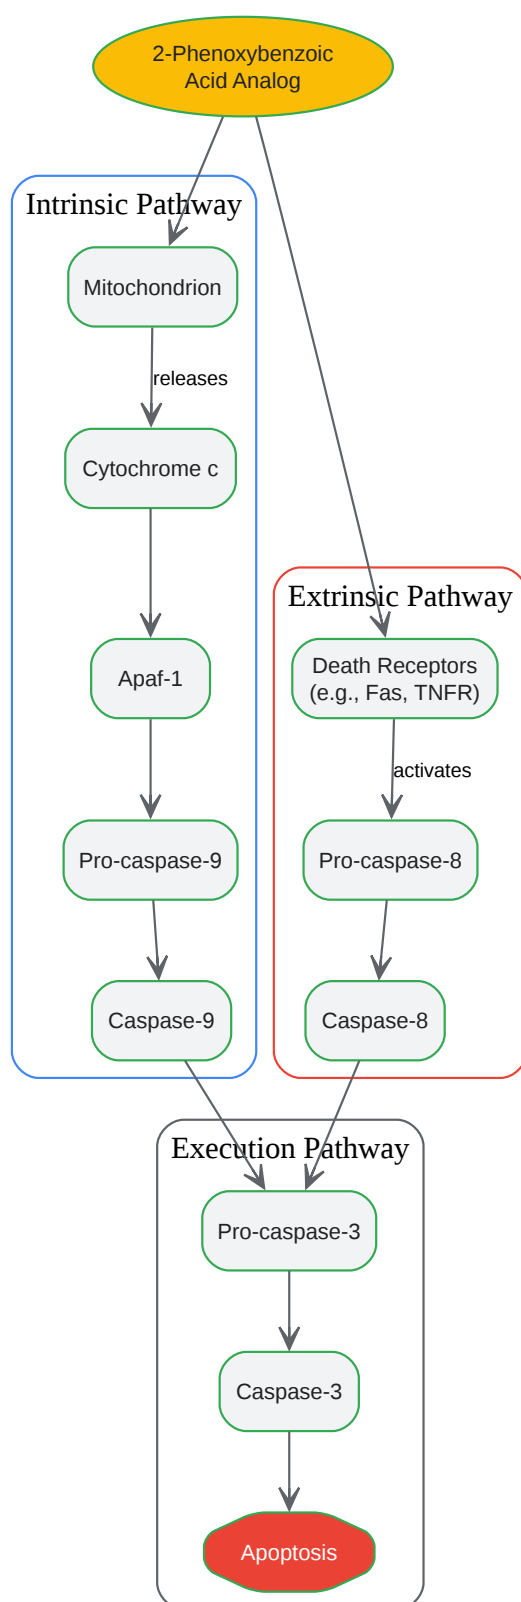 2-Phenoxybenzoic
Acid Analog
Intrinsic Pathway
Mitochondrion
releases
Cytochrome c
Apaf-1
Pro-caspase-9
Caspase-9
Extrinsic Pathway
Death Receptors
(e.g., Fas, TNFR)
activates
Pro-caspase-8
Caspase-8
Execution Pathway
Pro-caspase-3
Caspase-3
Apoptosis